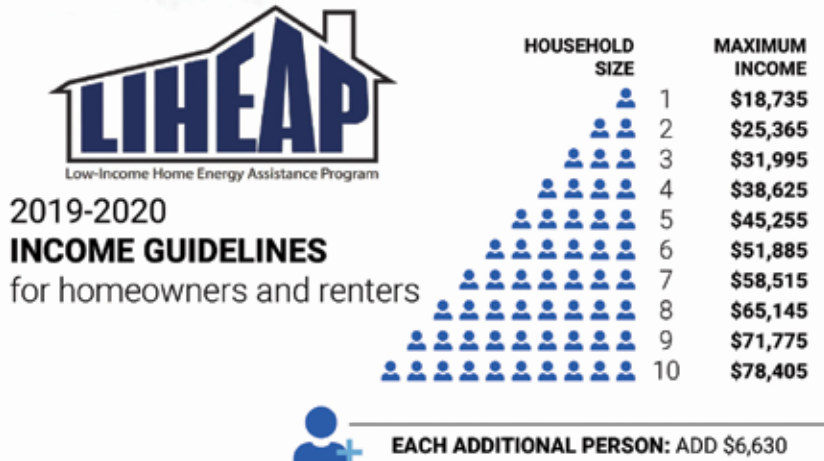 LIHEAP
Low-Income Home Energy Assistance Program
2019-2020
INCOME GUIDELINES
for homeowners and renters
HOUSEHOLD SIZE
MAXIMUM INCOME
1 $18,735
2 $25,365
3 $31,995
4 $38,625
5 $45,255
6 $51,885
7 $58,515
8 $65,145
9 $71,775
10 $78,405
EACH ADDITIONAL PERSON: ADD $6,630